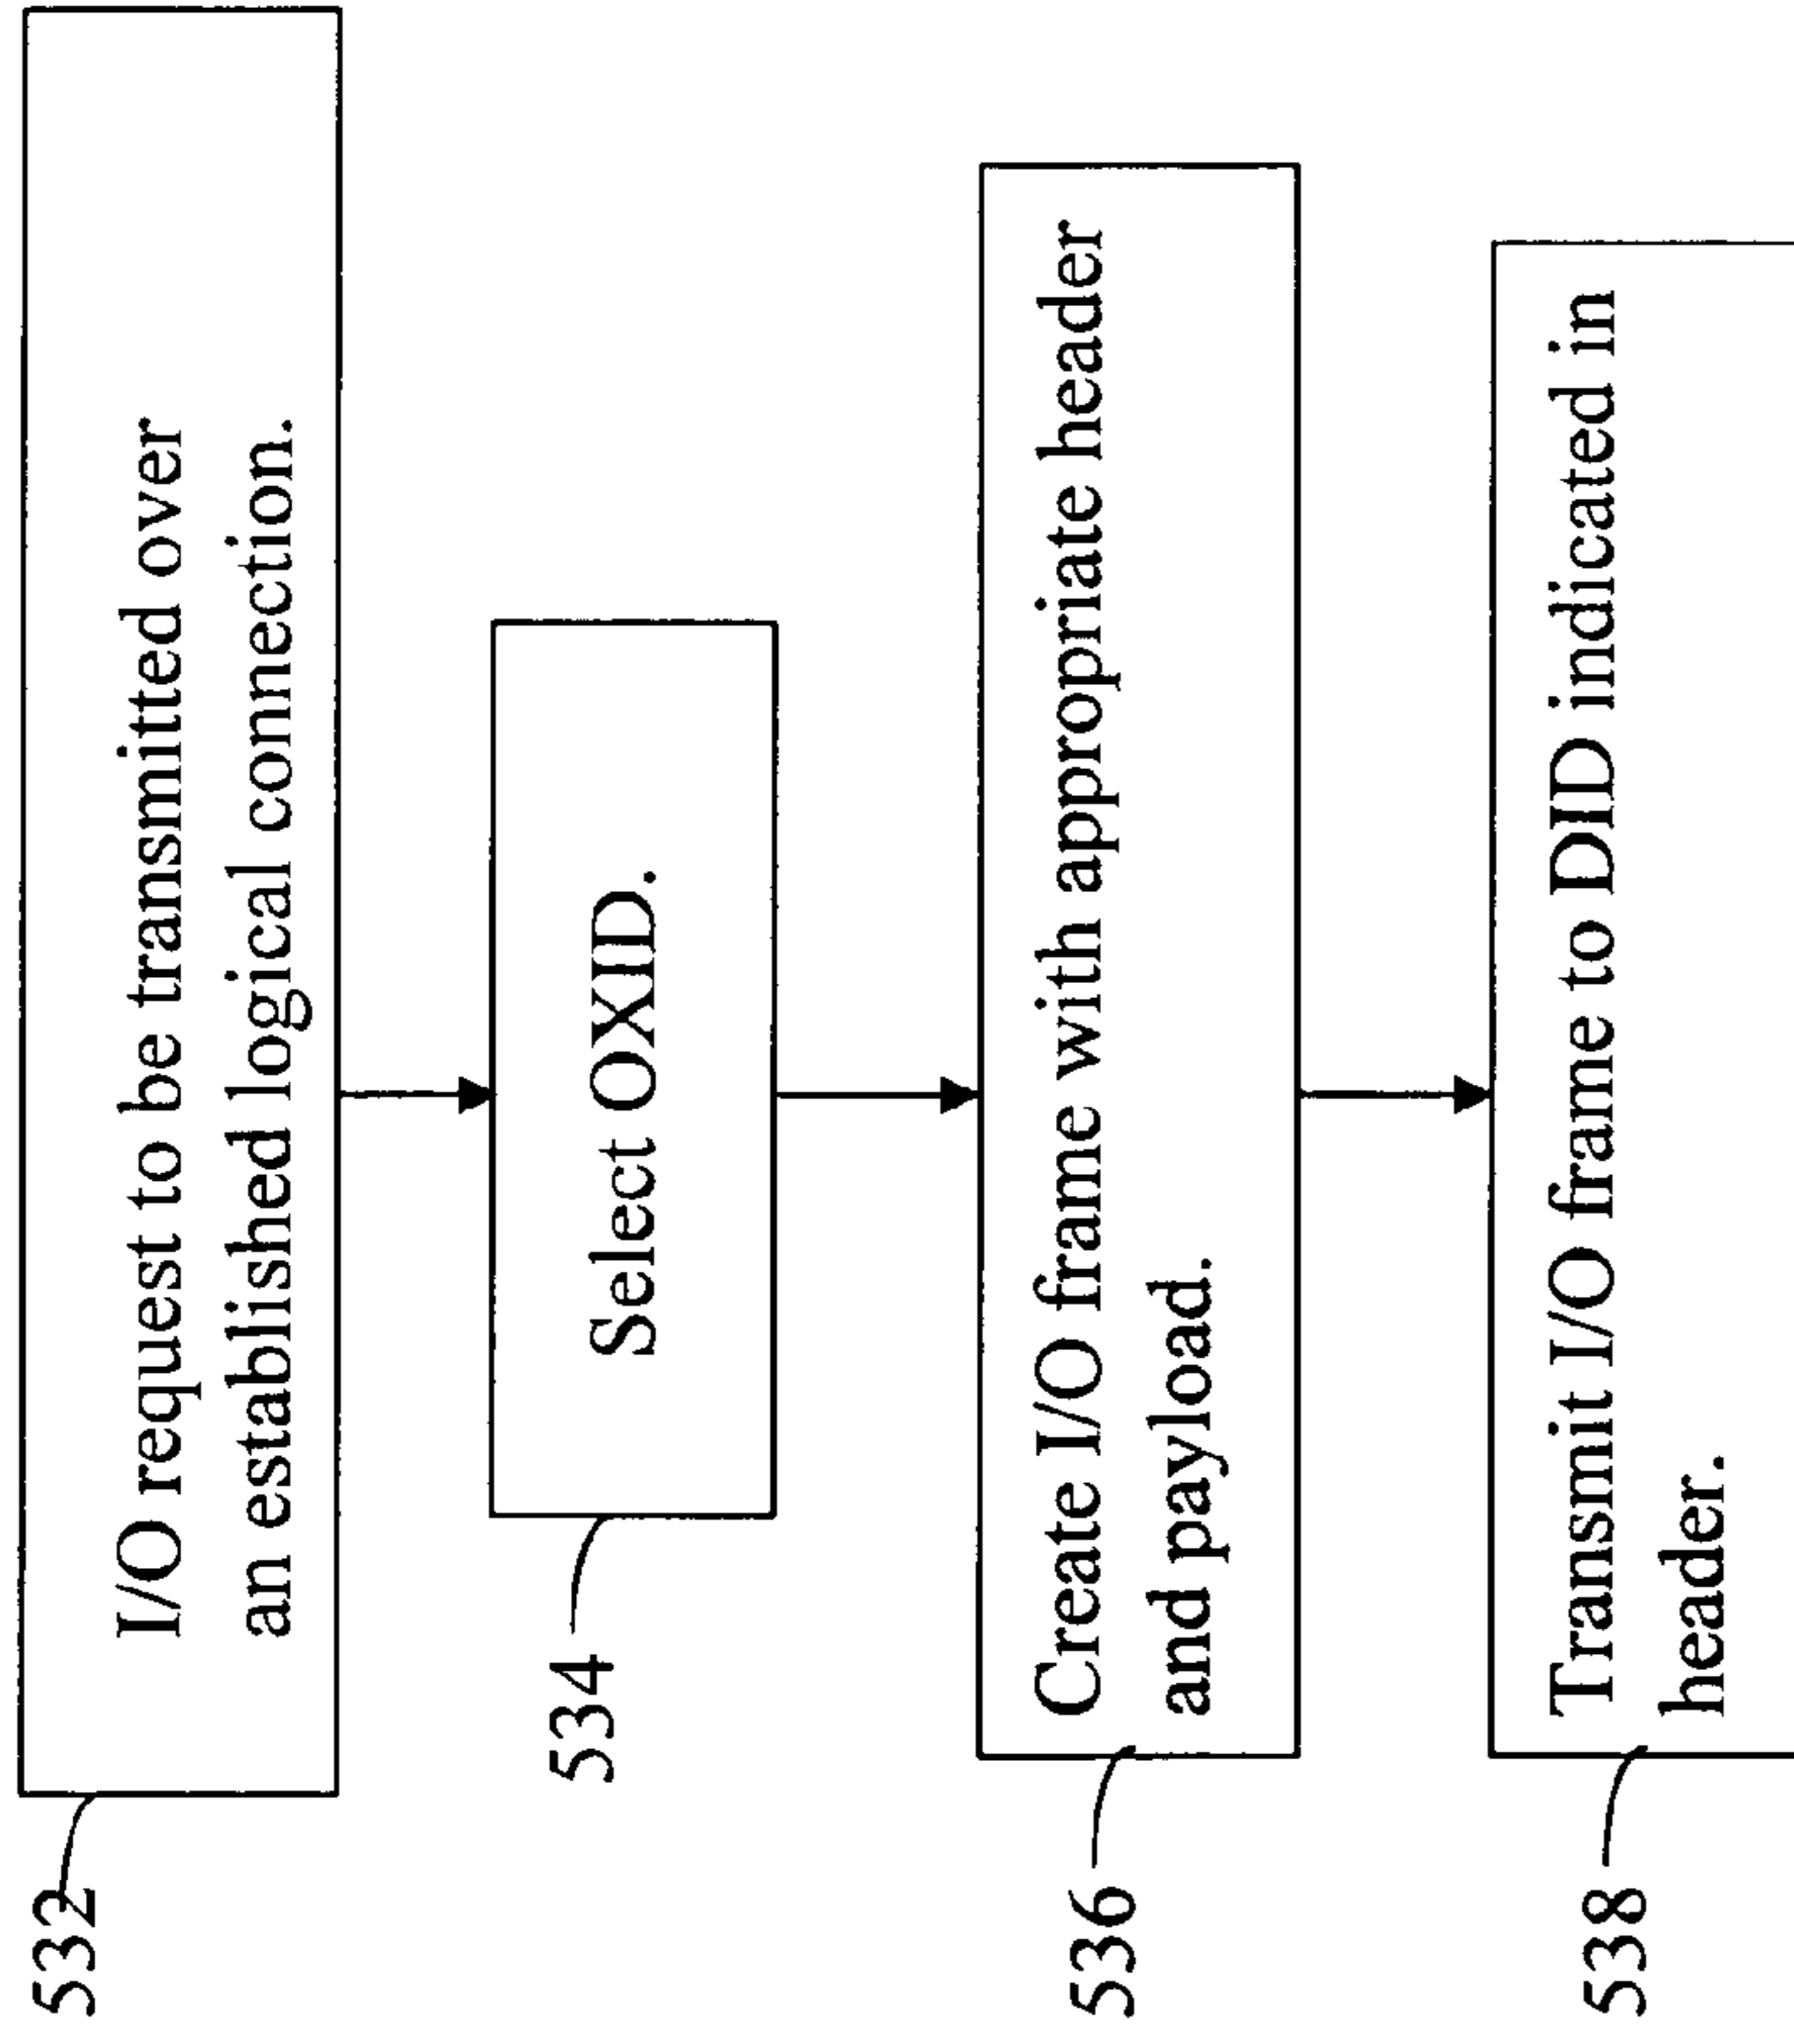 532
I/O request to be transmitted over
an established logical connection.
534
Select OXID.
536
Create I/O frame with appropriate header
and payload.
538
Transmit I/O frame to DID indicated in
header.